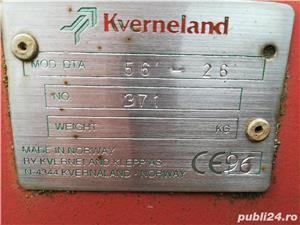 Kverneland
MOD DTA 56 - 26
NO. 371
WEIGHT KG
MADE IN NORWAY
BY KVERNELAND KLEPP AS
N-4344 KVERNALAND - NORWAY CE96
publi24.ro